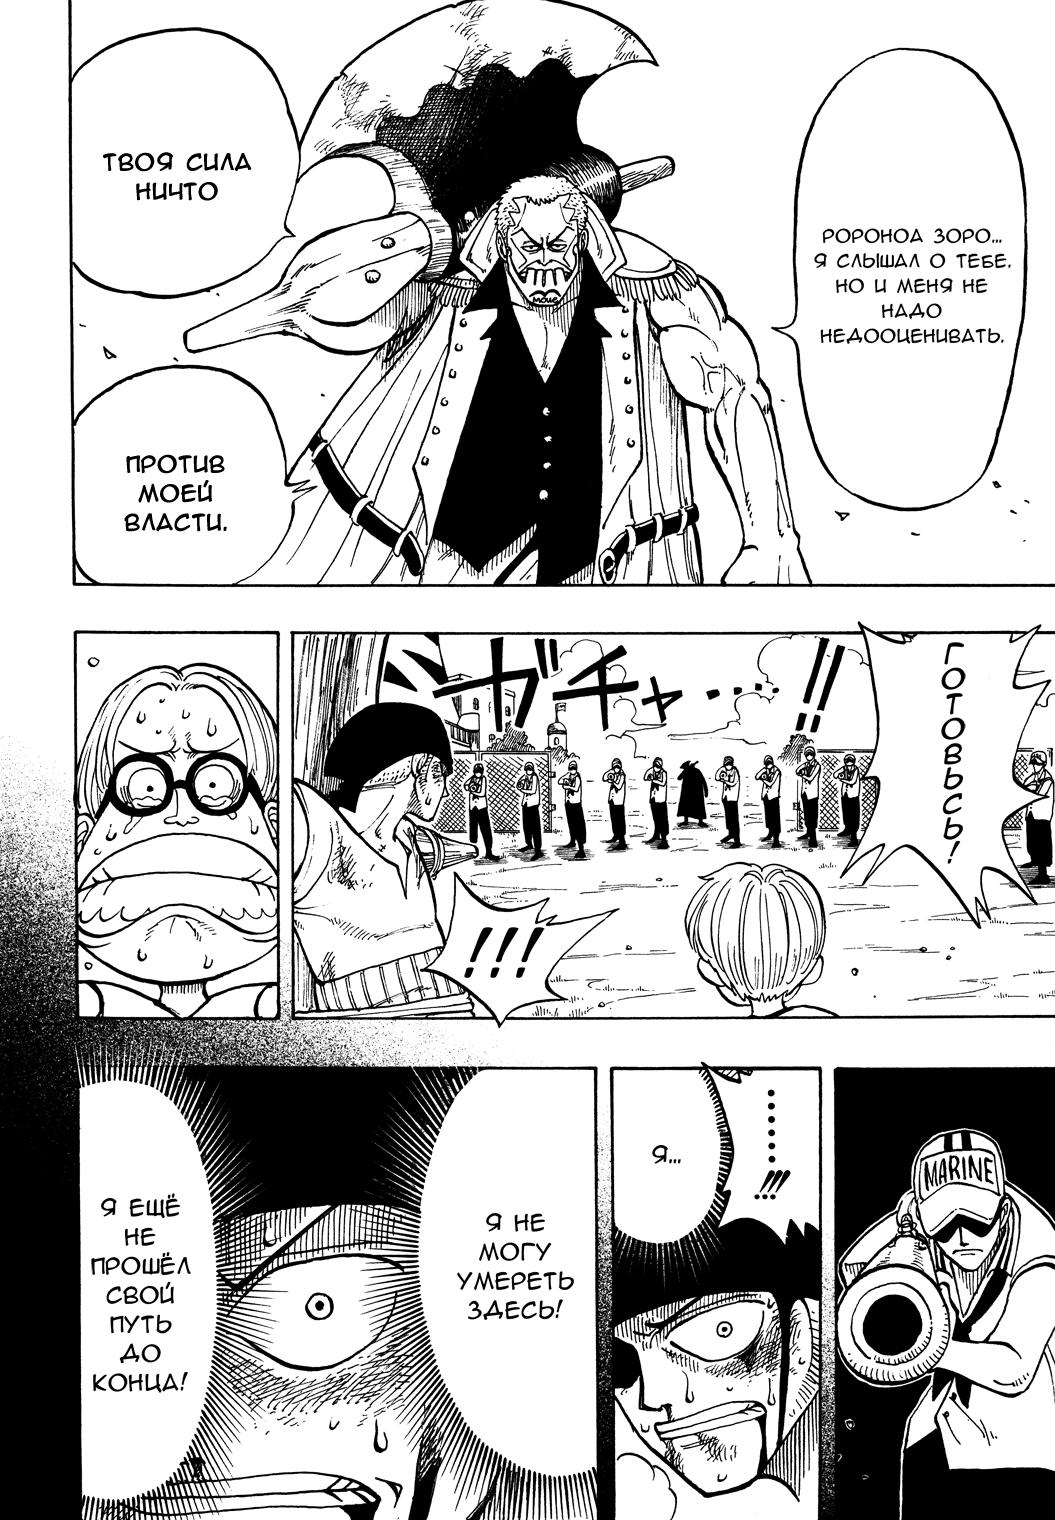 РОРОНОА ЗОРО...
Я СЛЫШАЛ О ТЕБЕ.
НО И МЕНЯ НЕ
НАДО
НЕДООЦЕНИВАТЬ.
ТВОЯ СИЛА
НИЧТО
ПРОТИВ
МОЕЙ
ВЛАСТИ.
ГОТОВЬСЬ!
ガチャ....!!
!!!
MARINE
......!!!
Я...
Я НЕ
МОГУ
УМЕРЕТЬ
ЗДЕСЬ!
Я ЕЩЁ
НЕ
ПРОШЁЛ
СВОЙ
ПУТЬ
ДО
КОНЦА!